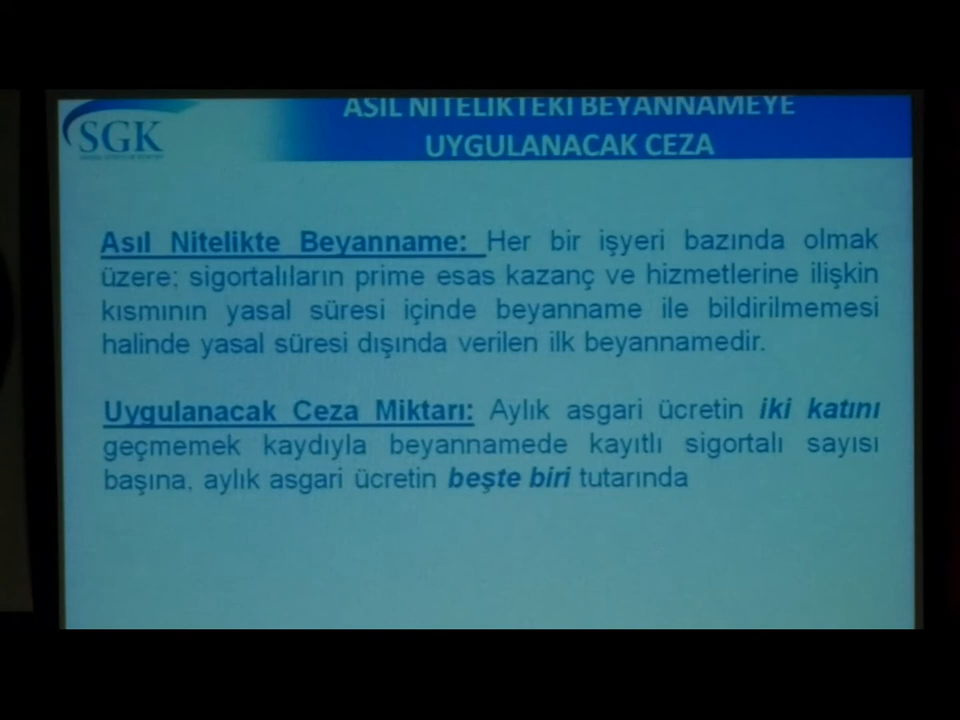 SGK
ASIL NİTELİKTEKİ BEYANNAMEYE
UYGULANACAK CEZA
Asıl Nitelikte Beyanname: Her bir işyeri bazında olmak
üzere; sigortalıların prime esas kazanç ve hizmetlerine ilişkin
kısmının yasal süresi içinde beyanname ile bildirilmemesi
halinde yasal süresi dışında verilen ilk beyannamedir.
Uygulanacak Ceza Miktarı: Aylık asgari ücretin iki katını
geçmemek kaydıyla beyannamede kayıtlı sigortalı sayısı
başına, aylık asgari ücretin beşte biri tutarında